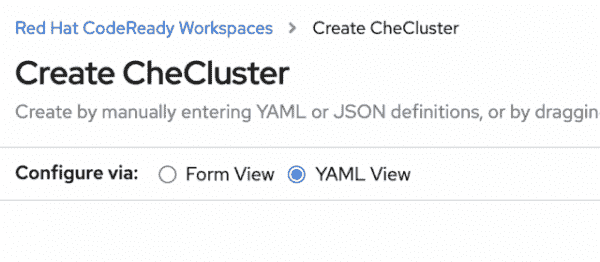 Red Hat CodeReady Workspaces > Create CheCluster
Create CheCluster
Create by manually entering YAML or JSON definitions, or by draggin
Configure via: Form View YAML View